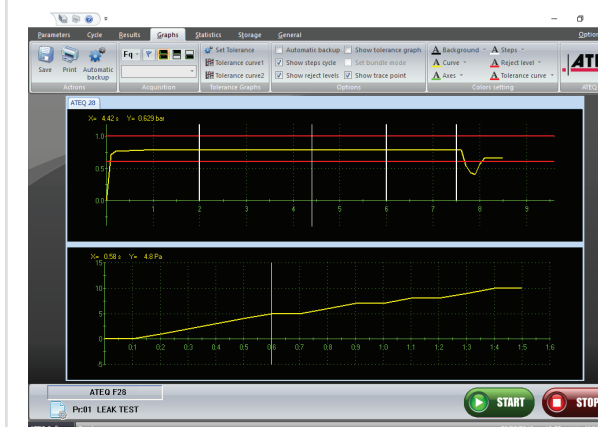 Parameters Cycle Results Graphs Statistics Storage General Option
Save Print Automatic backup
Actions
Fq
Acquisition
Set Tolerance
Tolerance curve1
Tolerance curve2
Tolerance Graphs
Automatic backup Show tolerance graph
Show steps cycle Set bundle mode
Show reject levels Show trace point
Options
Background Steps
Curve Reject level
Axes Tolerance curve
Colors setting
ATE
ATEQ
ATEQ J8
X= 4.42 s Y= 0.629 bar
1.0
0.5
0.0
1 2 3 4 5 6 7 8 9
X= 0.58 s Y= 4.8 Pa
15
10
5
0
0.1 0.2 0.3 0.4 0.5 0.6 0.7 0.8 0.9 1.0 1.1 1.2 1.3 1.4 1.5 1.6
5
ATEQ F28
Pr:01 LEAK TEST
START
STOP